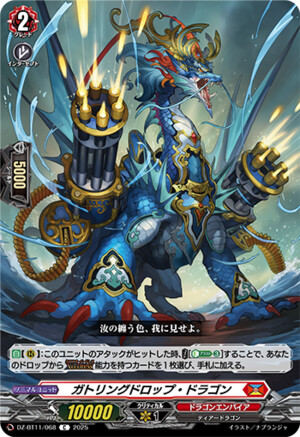 2
グレード
インターセプト
5000
シールド
汝の纏う色、我に見せよ。
:このユニットのアタックがヒットした時、
することで、あなた
のドロップから
能力を持つカードを1枚選び、手札に加える。
ノーマルユニット
ガトリングドロップ・ドラゴン
10000
クリティカル
1
ドラゴンエンパイア
ティアードラゴン
DZ-BT11/068 C 2025
イラスト/ナブランジャ